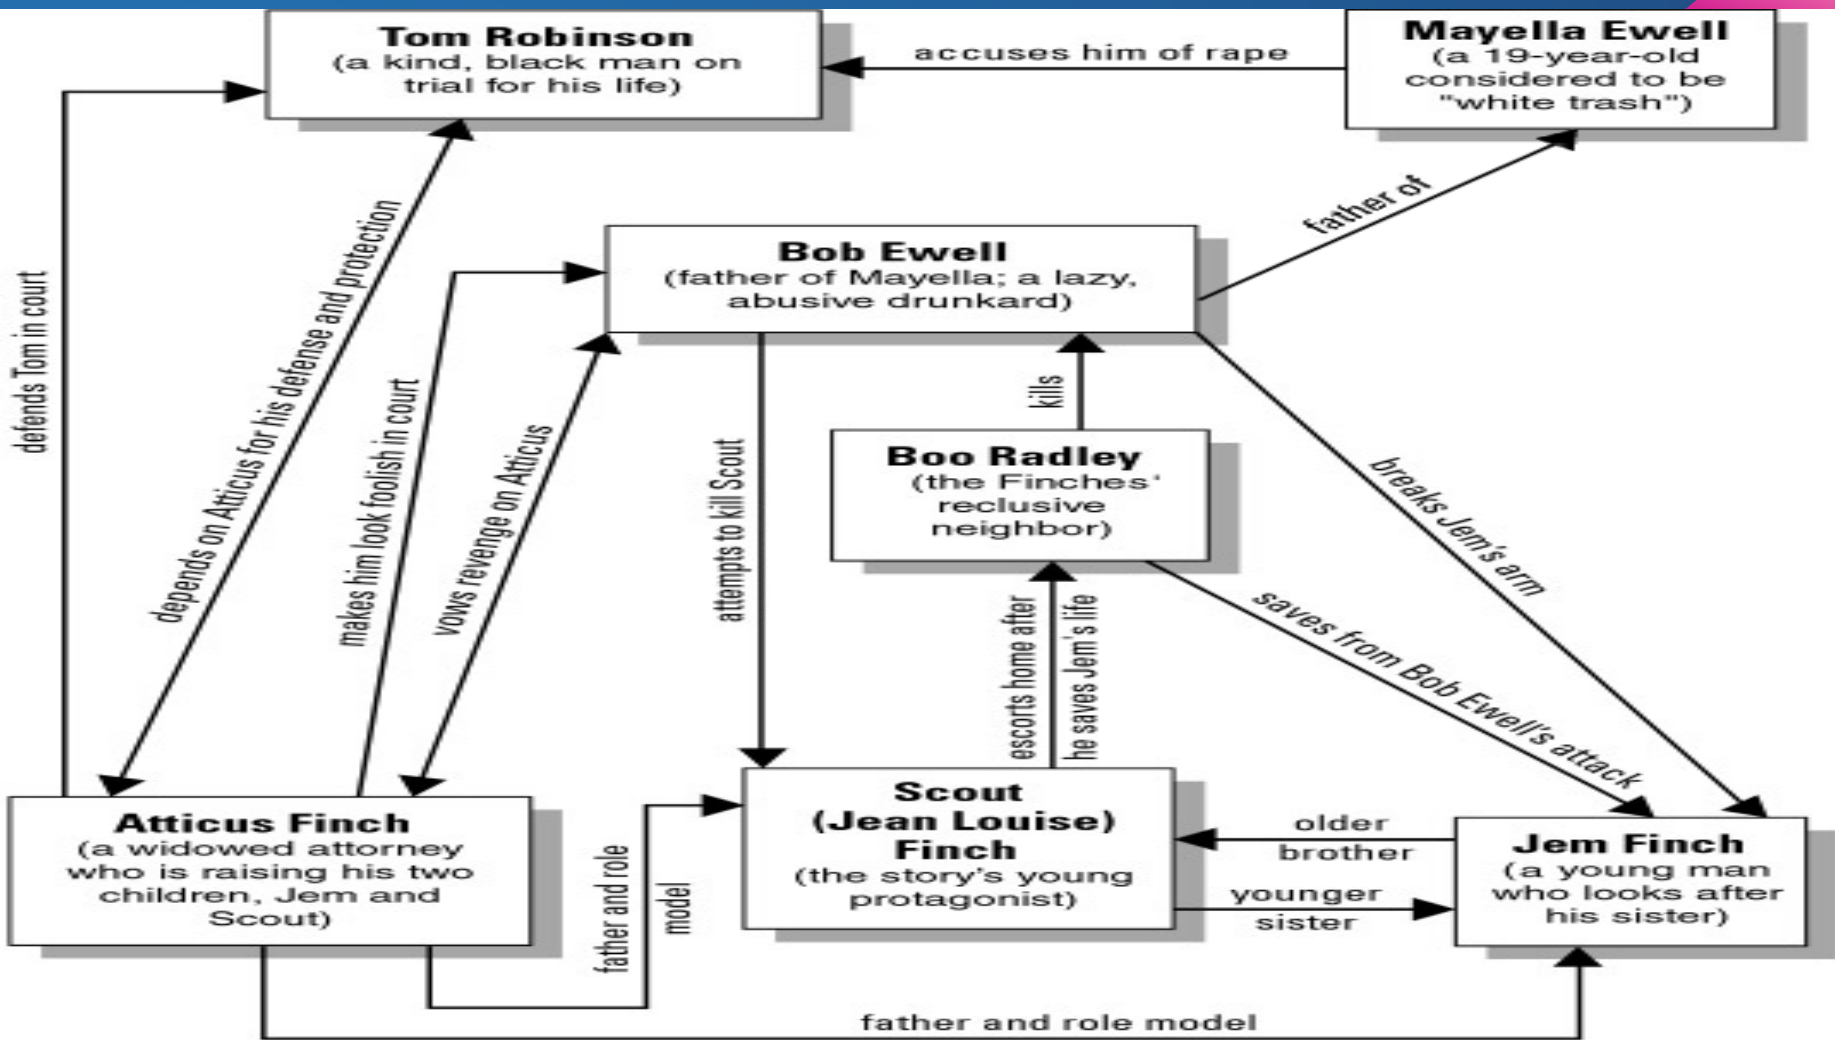 Tom Robinson
(a kind, black man on
trial for his life)
accuses him of rape
Mayella Ewell
(a 19-year-old
considered to be
"white trash")
father of
Bob Ewell
(father of Mayella; a lazy,
abusive drunkard)
defends Tom in court
depends on Atticus for his defense and protection
makes him look foolish in court
vows revenge on Atticus
attempts to kill Scout
kills
Boo Radley
(the Finches'
reclusive
neighbor)
breaks Jem's arm
saves from Bob Ewell's attack
escorts home after
he saves Jem's life
Atticus Finch
(a widowed attorney
who is raising his two
children, Jem and
Scout)
father and role
model
Scout
(Jean Louise)
Finch
(the story's young
protagonist)
older
brother
younger
sister
Jem Finch
(a young man
who looks after
his sister)
father and role model